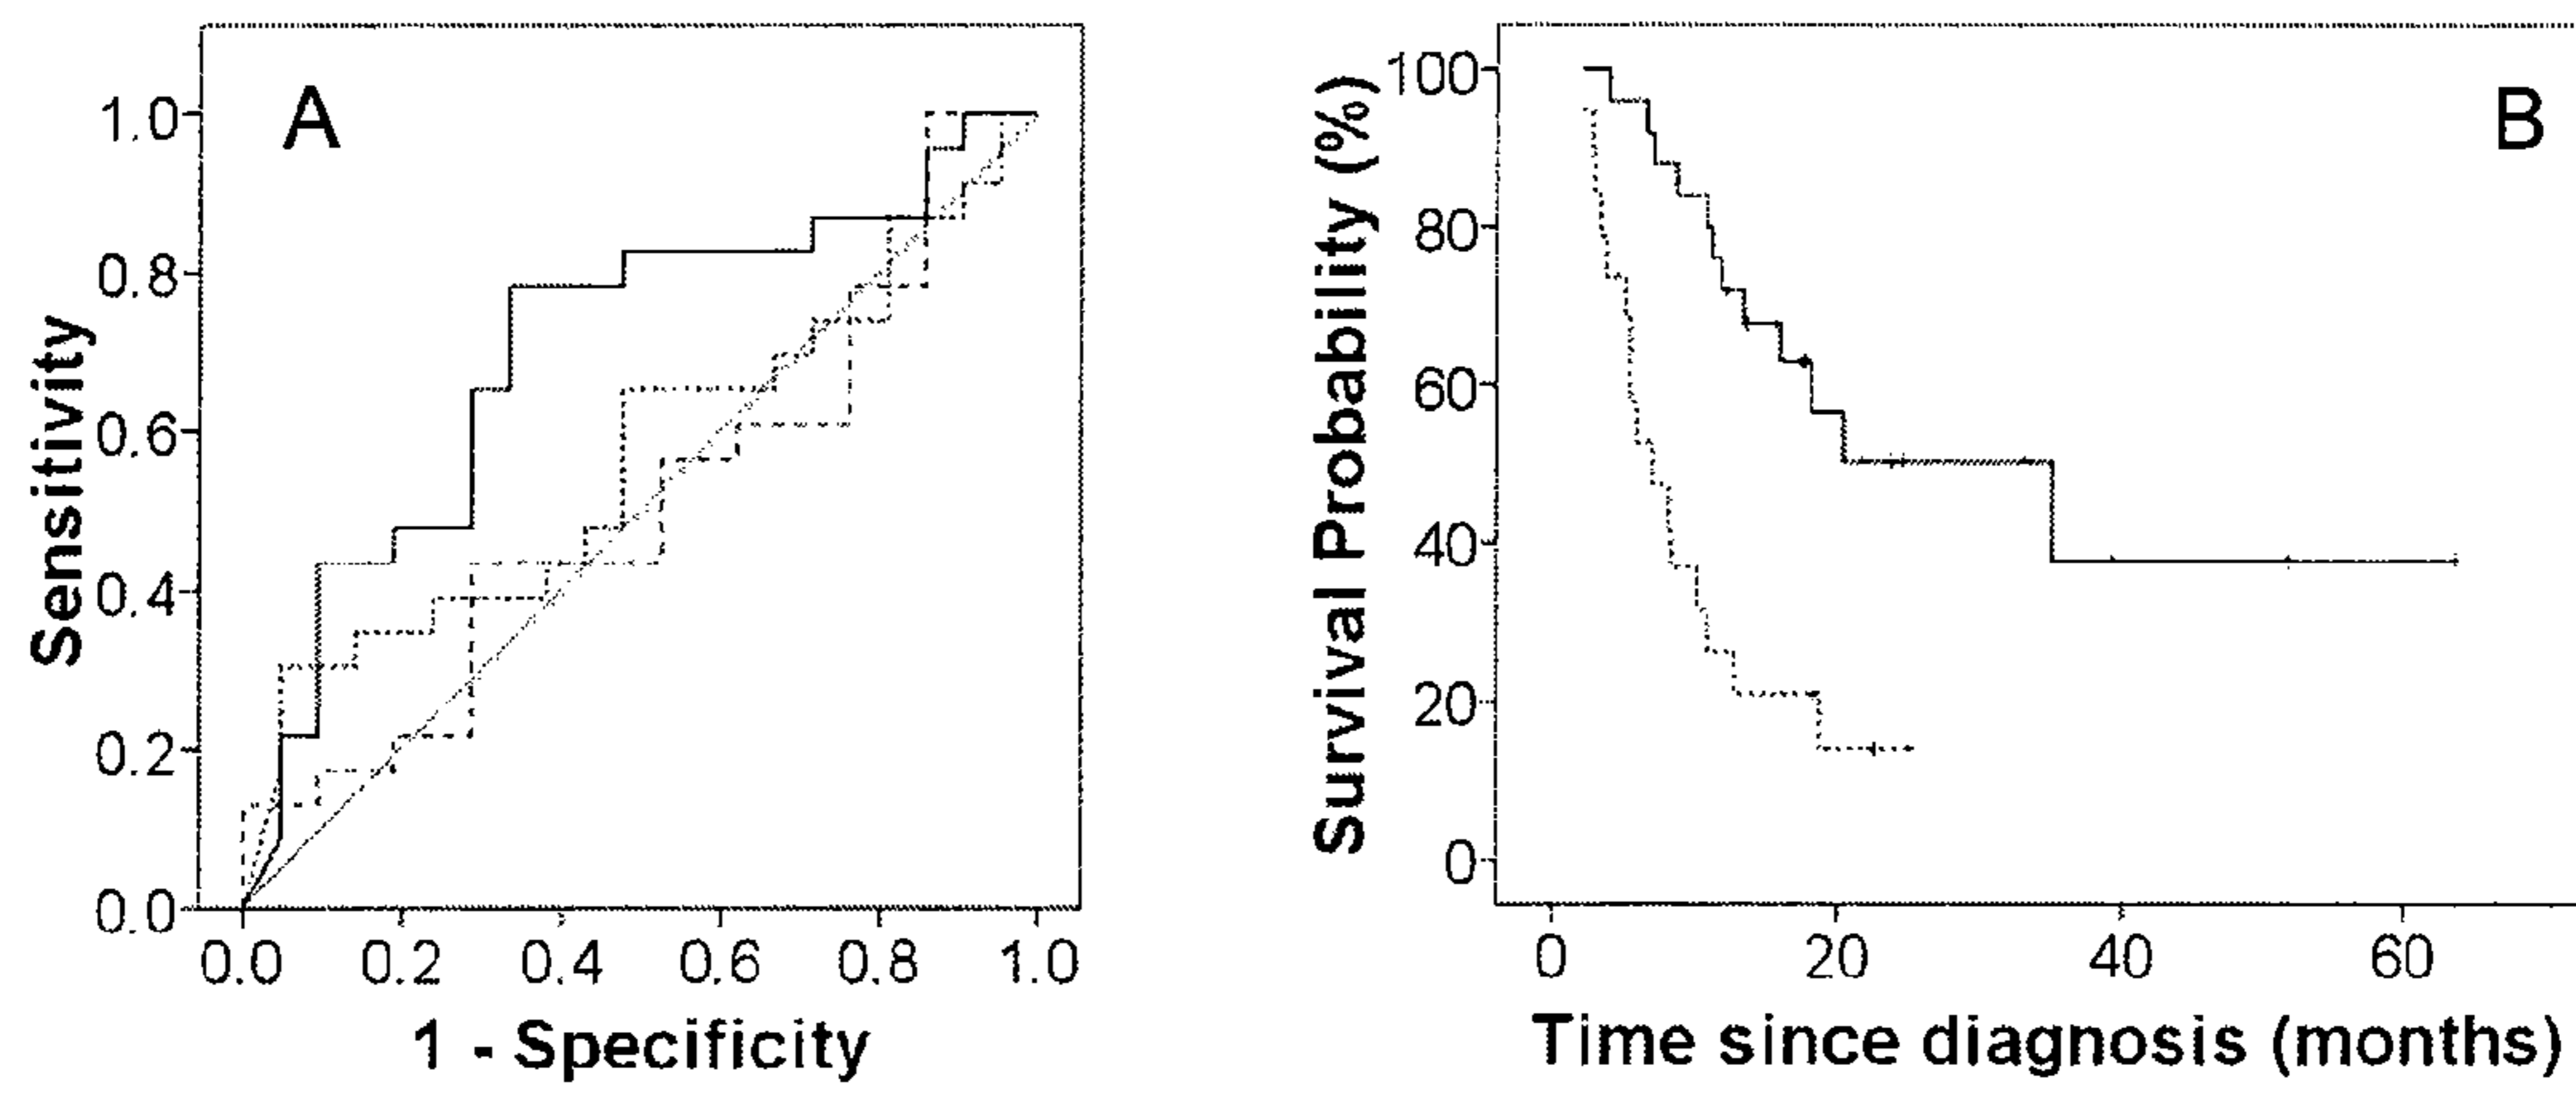 A
Sensitivity
1.0
0.8
0.6
0.4
0.2
0.0
0.0 0.2 0.4 0.6 0.8 1.0
1 - Specificity
B
Survival Probability (%)
100
80
60
40
20
0
0 20 40 60
Time since diagnosis (months)